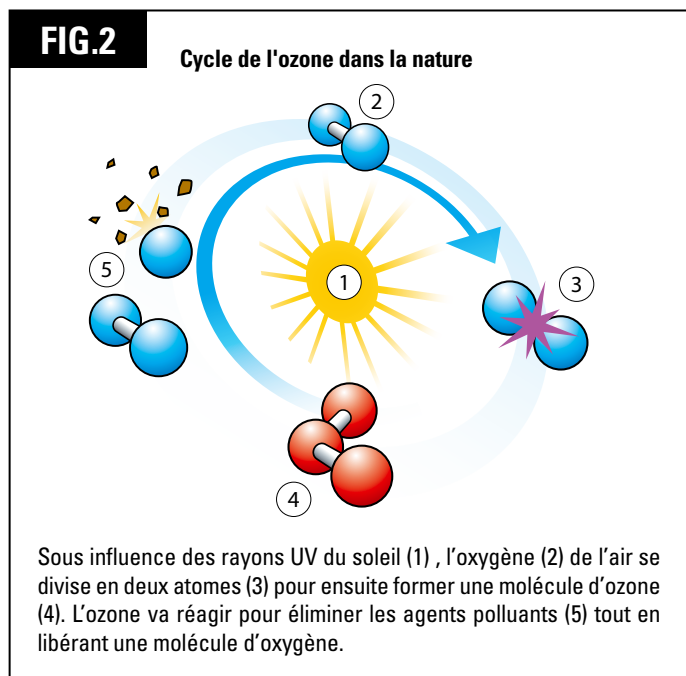 FIG.2
Cycle de l'ozone dans la nature
2
5
1
3
4
Sous influence des rayons UV du soleil (1) , l'oxygène (2) de l'air se
divise en deux atomes (3) pour ensuite former une molécule d'ozone
(4). L'ozone va réagir pour éliminer les agents polluants (5) tout en
libérant une molécule d'oxygène.